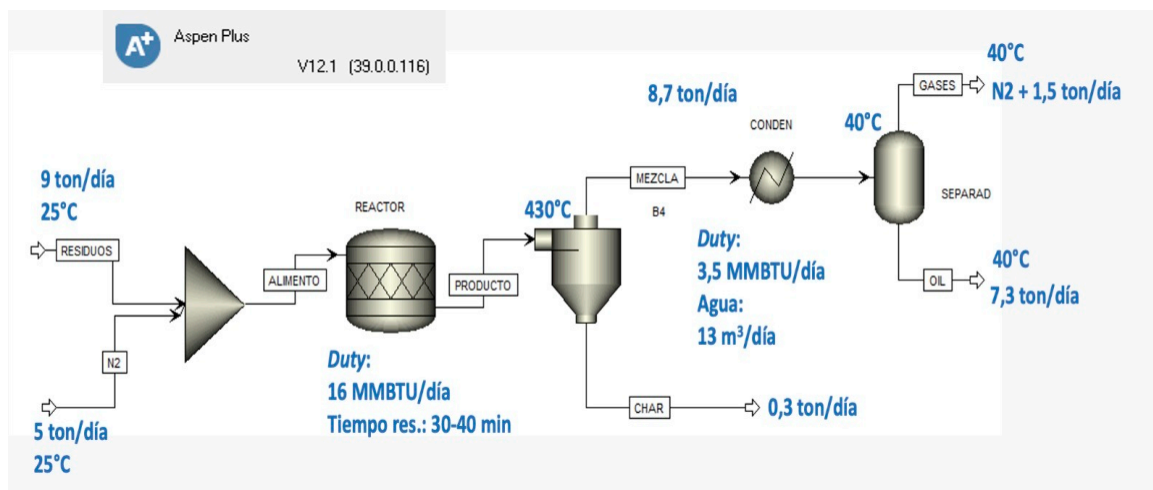 A+
Aspen Plus
V12.1 (39.0.0.116)
9 ton/día
25°C
RESIDUOS
N2
5 ton/día
25°C
ALIMENTO
REACTOR
Duty:
16 MMBTU/día
Tiempo res.: 30-40 min
PRODUCTO
430°C
MEZCLA
B4
8,7 ton/día
CONDEN
Duty:
3,5 MMBTU/día
Agua:
13 m³/día
CHAR
0,3 ton/día
40°C
SEPARAD
GASES
40°C
N2 + 1,5 ton/día
OIL
40°C
7,3 ton/día